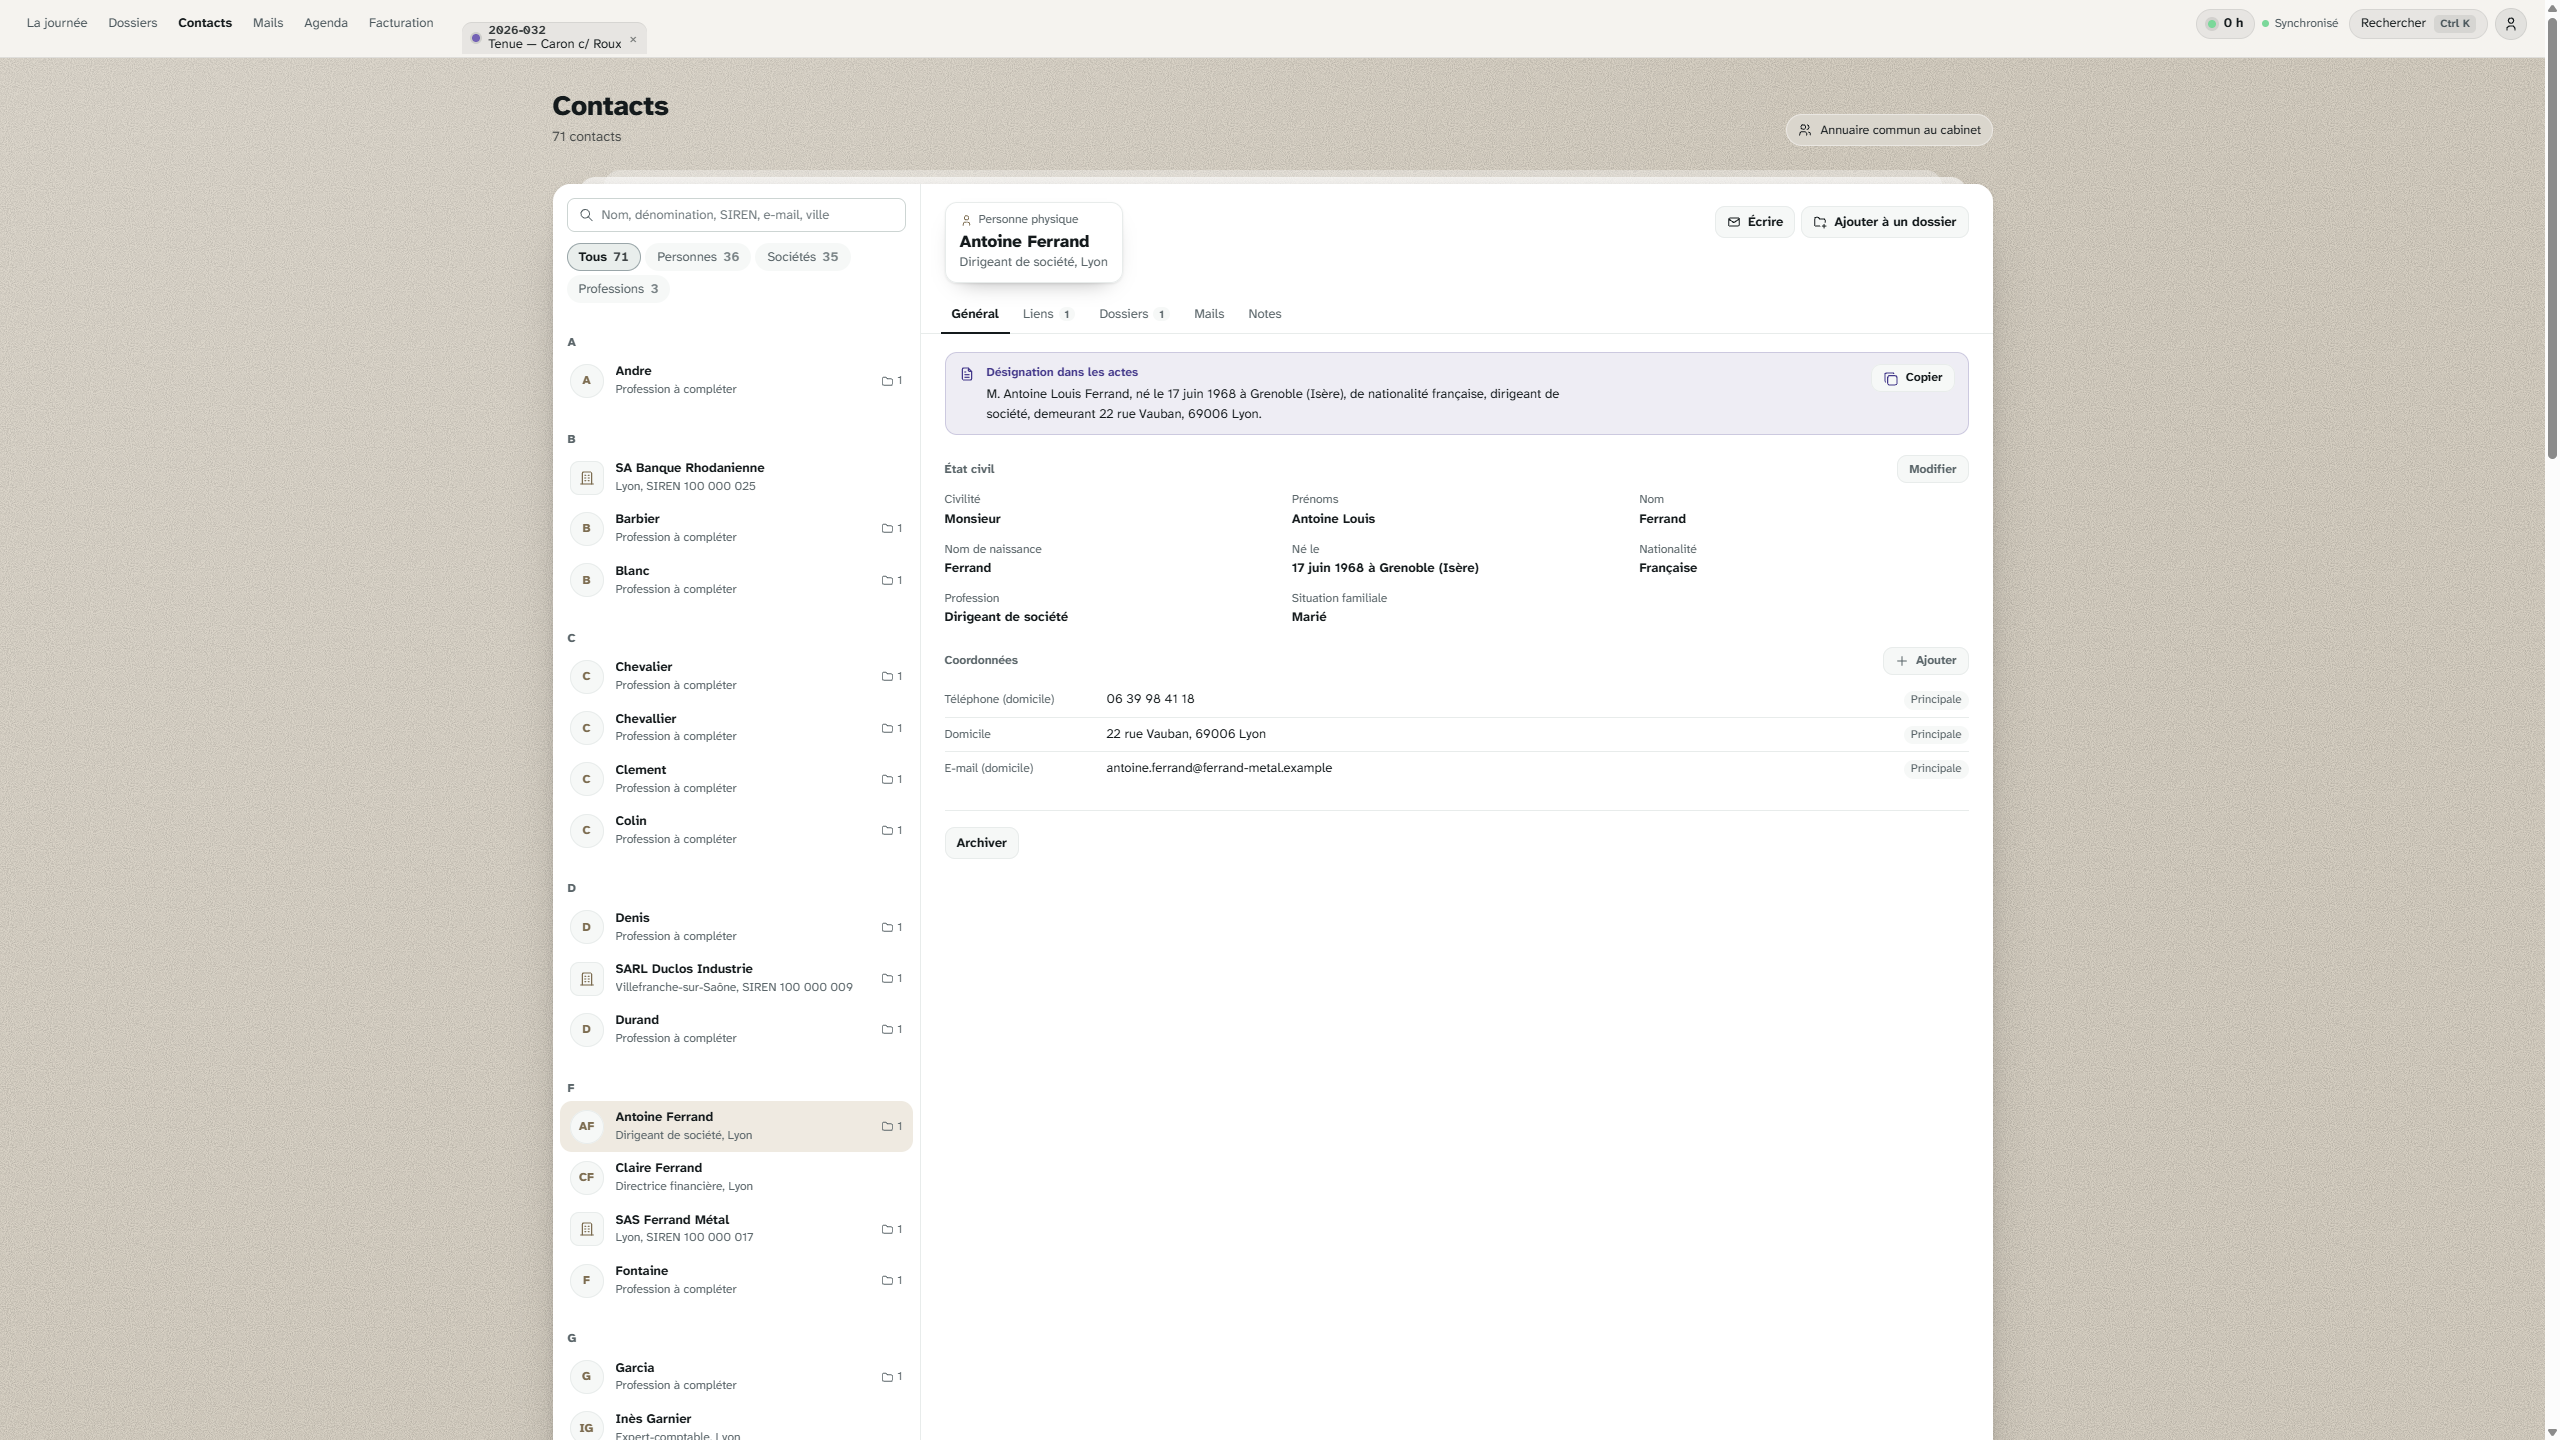 La journée
Dossiers
Contacts
Mails
Agenda
Facturation
2026-032
Tenue — Caron c/ Roux
×
0 h
Synchronisé
Rechercher
Ctrl K
Contacts
71 contacts
Annuaire commun au cabinet
Nom, dénomination, SIREN, e-mail, ville
Tous 71
Personnes 36
Sociétés 35
Professions 3
A
A
Andre
Profession à compléter
1
B
SA Banque Rhodanienne
Lyon, SIREN 100 000 025
B
Barbier
Profession à compléter
1
B
Blanc
Profession à compléter
1
C
C
Chevalier
Profession à compléter
1
C
Chevallier
Profession à compléter
1
C
Clement
Profession à compléter
1
C
Colin
Profession à compléter
1
D
D
Denis
Profession à compléter
1
SARL Duclos Industrie
Villefranche-sur-Saône, SIREN 100 000 009
1
D
Durand
Profession à compléter
1
F
AF
Antoine Ferrand
Dirigeant de société, Lyon
1
CF
Claire Ferrand
Directrice financière, Lyon
SAS Ferrand Métal
Lyon, SIREN 100 000 017
1
F
Fontaine
Profession à compléter
1
G
G
Garcia
Profession à compléter
1
IG
Inès Garnier
Expert-comptable, Lyon
Personne physique
Antoine Ferrand
Dirigeant de société, Lyon
Écrire
Ajouter à un dossier
Général
Liens 1
Dossiers 1
Mails
Notes
Désignation dans les actes
M. Antoine Louis Ferrand, né le 17 juin 1968 à Grenoble (Isère), de nationalité française, dirigeant de
société, demeurant 22 rue Vauban, 69006 Lyon.
Copier
État civil
Modifier
Civilité
Monsieur
Prénoms
Antoine Louis
Nom
Ferrand
Nom de naissance
Ferrand
Né le
17 juin 1968 à Grenoble (Isère)
Nationalité
Française
Profession
Dirigeant de société
Situation familiale
Marié
Coordonnées
Ajouter
Téléphone (domicile)
06 39 98 41 18
Principale
Domicile
22 rue Vauban, 69006 Lyon
Principale
E-mail (domicile)
antoine.ferrand@ferrand-metal.example
Principale
Archiver